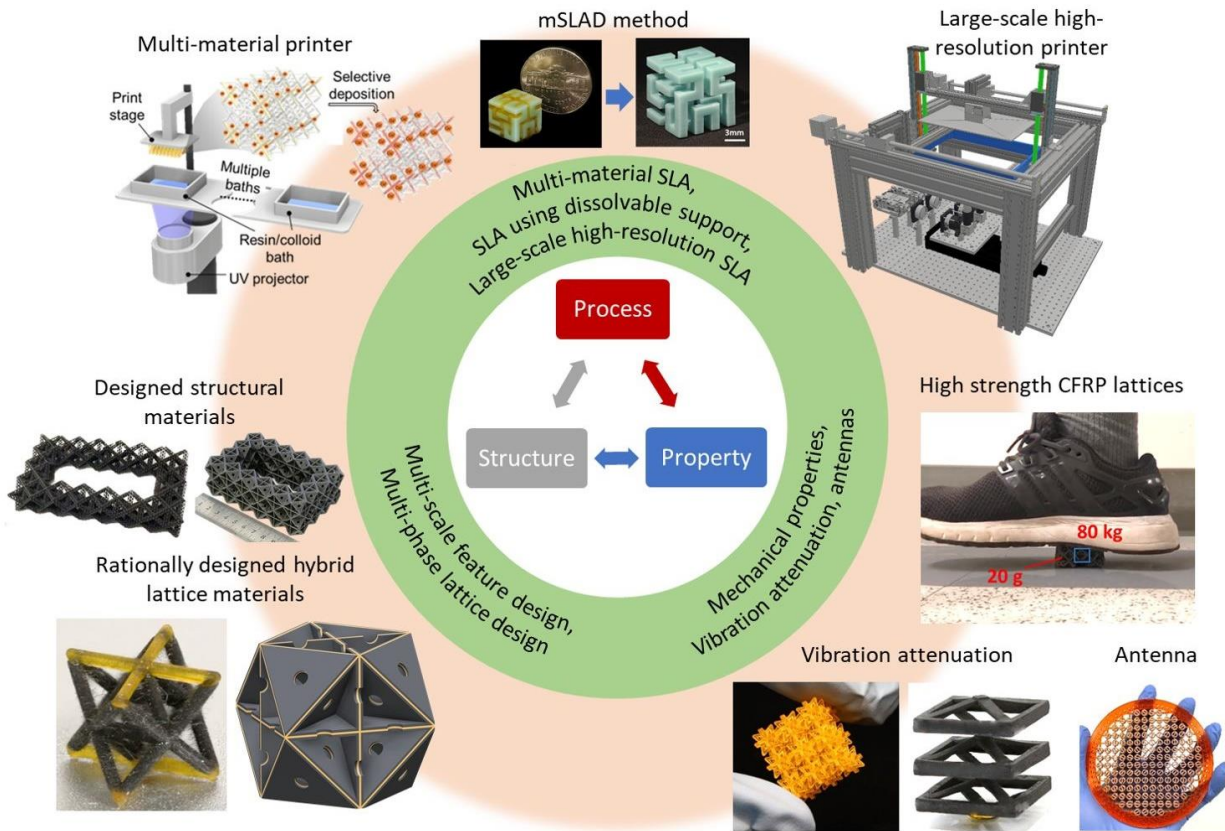 mSLAD method
Multi-material printer
Large-scale high-
resolution printer
Print
stage
Selective
deposition
Multiple
baths
Resin/colloid
bath
UV projector
3mm
Multi-material SLA,
SLA using dissolvable support,
Large-scale high-resolution SLA
Process
Structure
Property
Designed structural
materials
Rationally designed hybrid
lattice materials
Multi-scale feature design,
Multi-phase lattice design
Mechanical properties,
Vibration attenuation, antennas
High strength CFRP lattices
80 kg
20 g
Vibration attenuation
Antenna